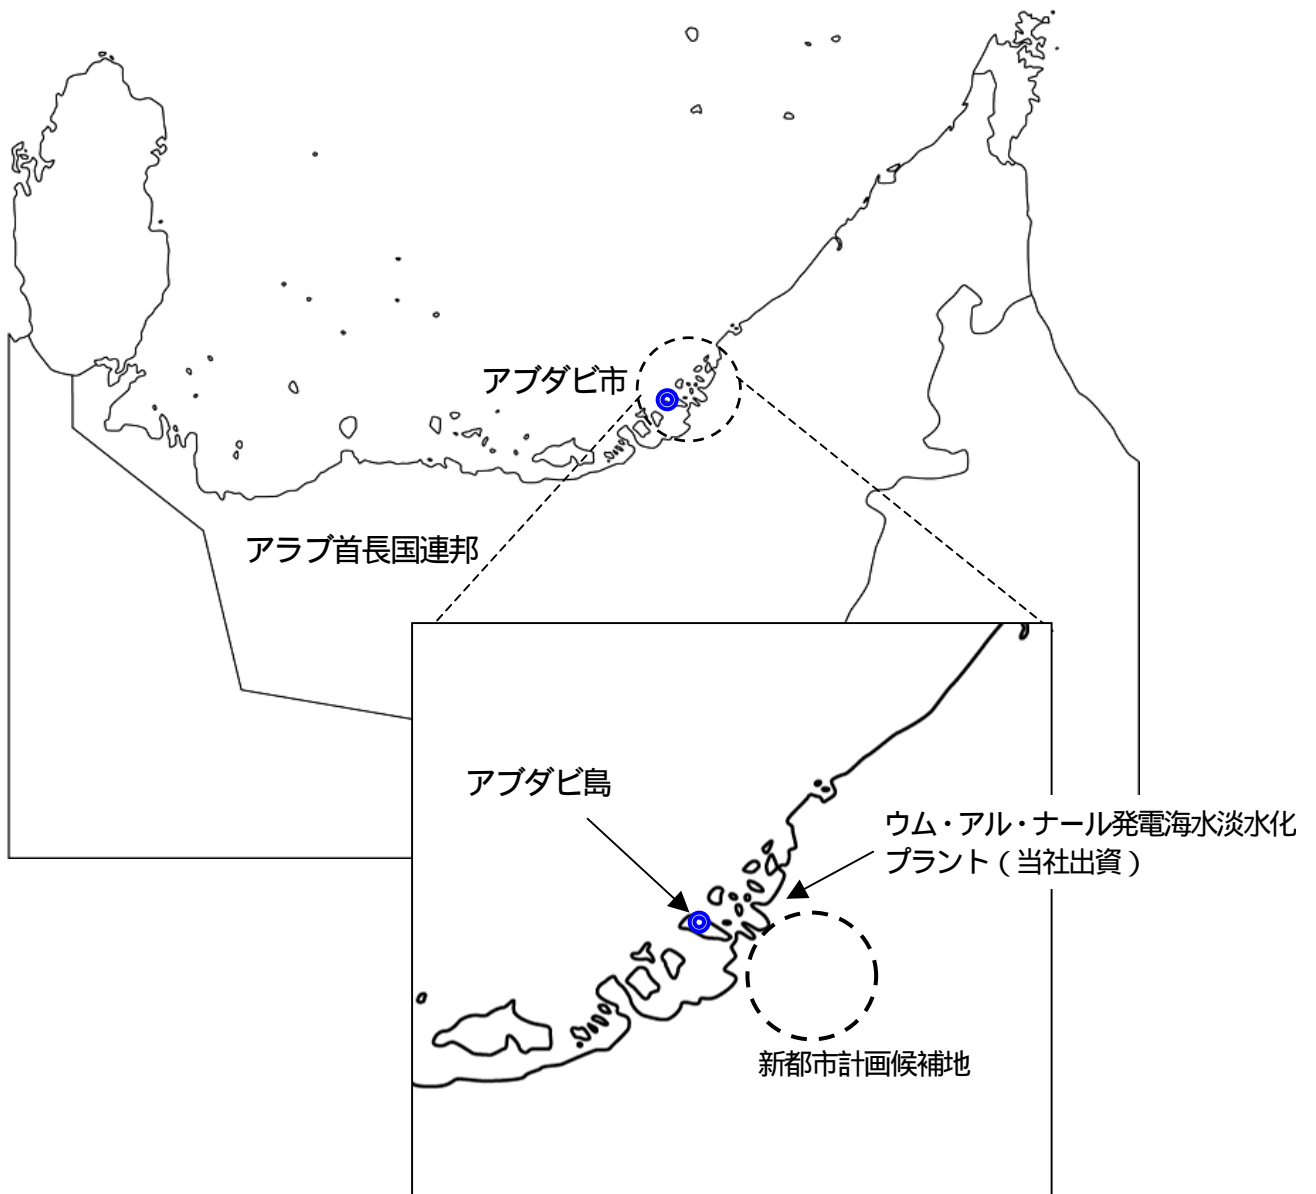 アブダビ市
アラブ首長国連邦
アブダビ島
ウム・アル・ナール発電海水淡水化
プラント（当社出資）
新都市計画候補地